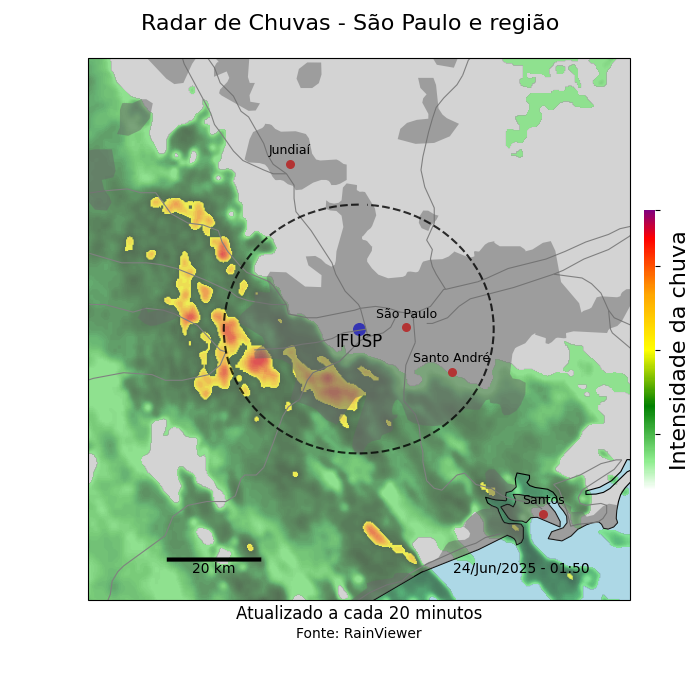 Radar de Chuvas - São Paulo e região
Jundiaí
São Paulo
IFUSP
Santo André
Intensidade da chuva
Santos
20 km
24/Jun/2025 - 01:50
Atualizado a cada 20 minutos
Fonte: RainViewer